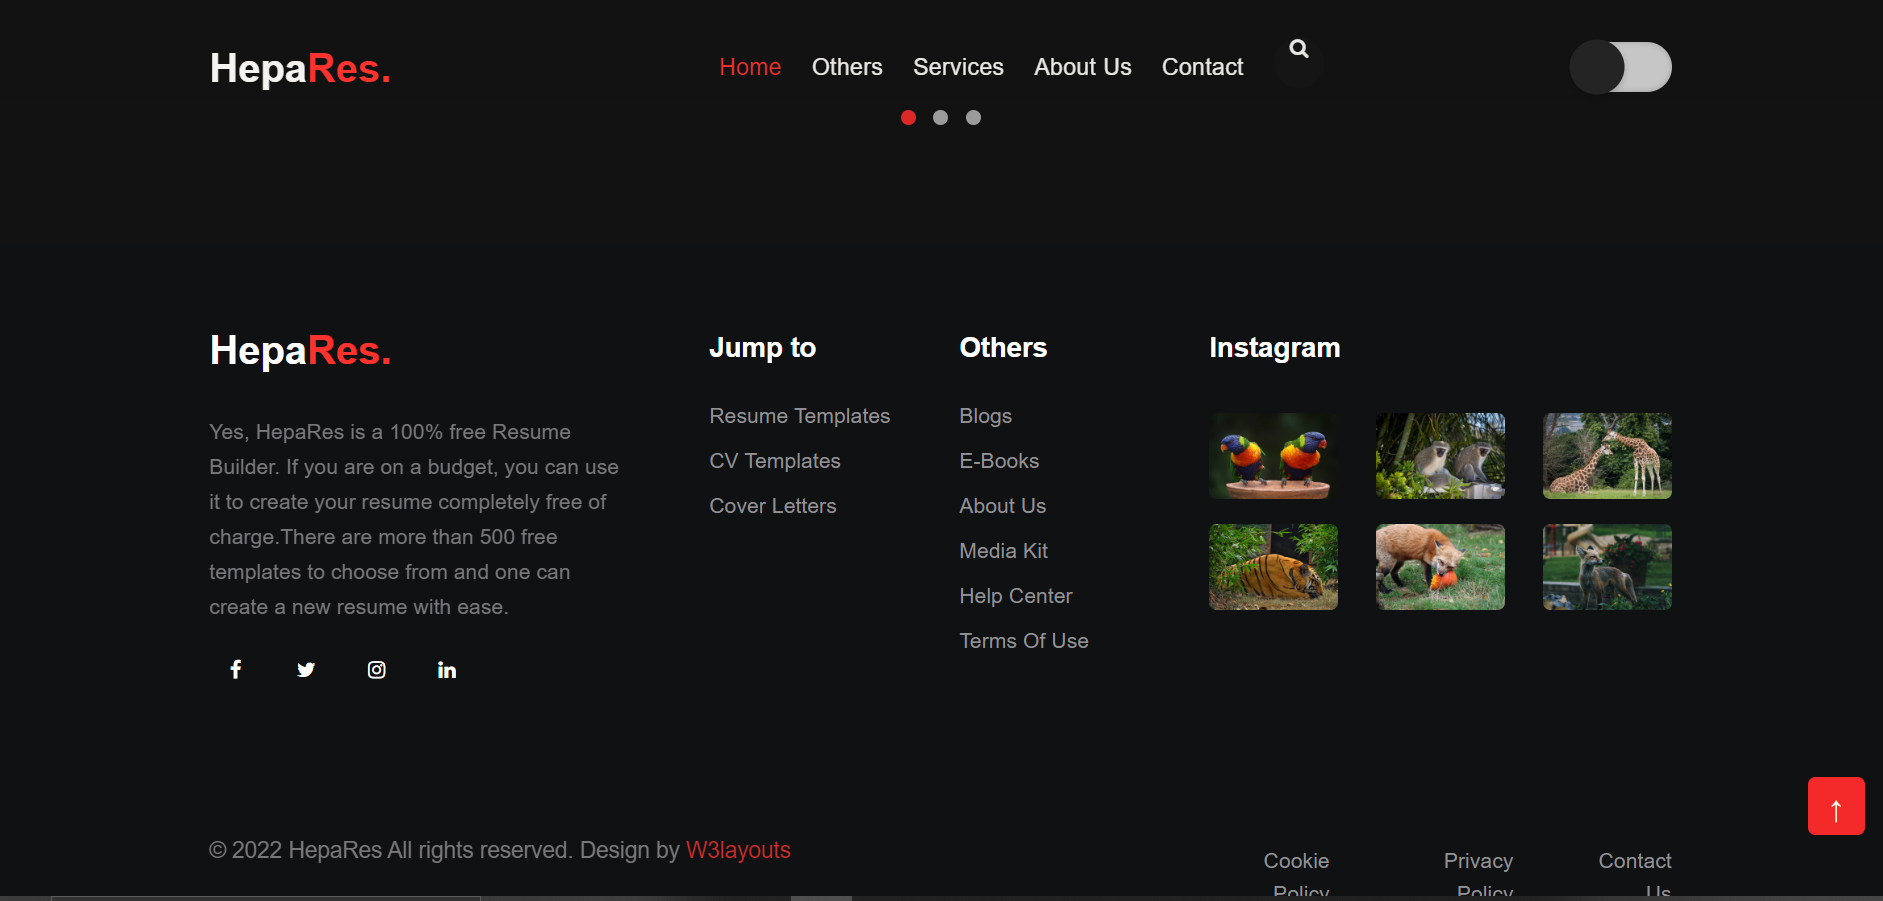 HepaRes.
Home Others Services About Us Contact
HepaRes.
Yes, HepaRes is a 100% free Resume
Builder. If you are on a budget, you can use
it to create your resume completely free of
charge.There are more than 500 free
templates to choose from and one can
create a new resume with ease.
Jump to
Resume Templates
CV Templates
Cover Letters
Others
Blogs
E-Books
About Us
Media Kit
Help Center
Terms Of Use
Instagram
↑
© 2022 HepaRes All rights reserved. Design by W3layouts
Cookie
Policy
Privacy
Policy
Contact
Us